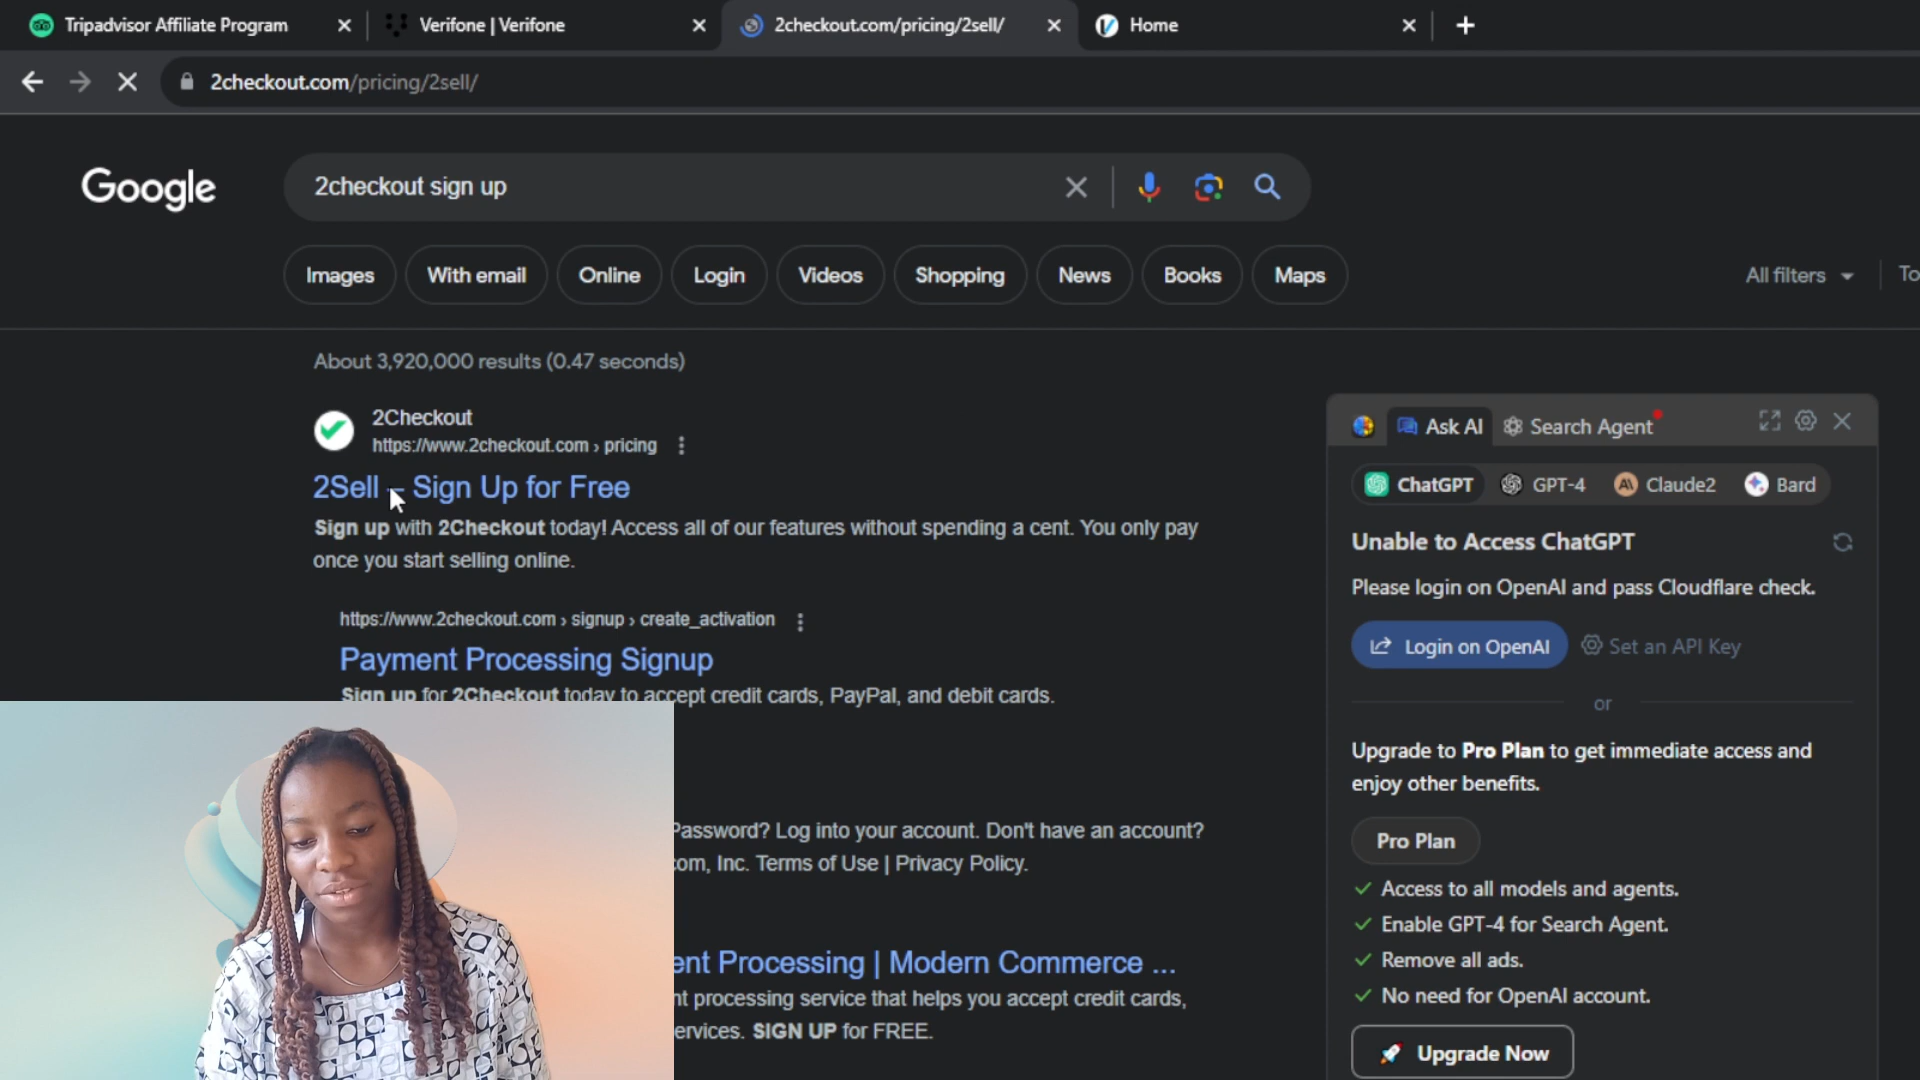 Tripadvisor Affiliate Program
Verifone | Verifone
2checkout.com/pricing/2sell/
Home
2checkout.com/pricing/2sell/
Google
2checkout sign up
Images
With email
Online
Login
Videos
Shopping
News
Books
Maps
All filters
To
About 3,920,000 results (0.47 seconds)
2Checkout
https://www.2checkout.com › pricing
2Sell – Sign Up for Free
Sign up with 2Checkout today! Access all of our features without spending a cent. You only pay
once you start selling online.
https://www.2checkout.com › signup › create_activation
Payment Processing Signup
Sign up for 2Checkout today to accept credit cards, PayPal, and debit cards.
Password? Log into your account. Don't have an account?
com, Inc. Terms of Use | Privacy Policy.
ent Processing | Modern Commerce ...
nt processing service that helps you accept credit cards,
ervices. SIGN UP for FREE.
Ask AI
Search Agent
ChatGPT
GPT-4
Claude2
Bard
Unable to Access ChatGPT
Please login on OpenAI and pass Cloudflare check.
Login on OpenAI
Set an API Key
or
Upgrade to Pro Plan to get immediate access and
enjoy other benefits.
Pro Plan
Access to all models and agents.
Enable GPT-4 for Search Agent.
Remove all ads.
No need for OpenAI account.
Upgrade Now